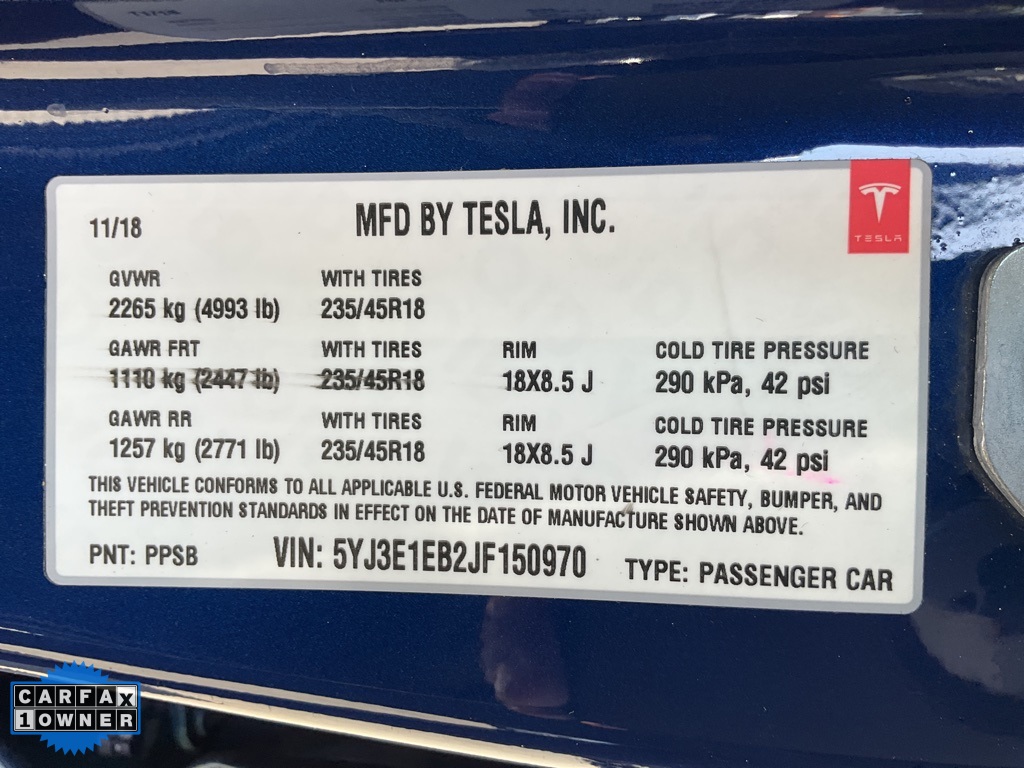 11/18
MFD BY TESLA, INC.
TESLA
GVWR WITH TIRES
2265 kg (4993 lb) 235/45R18
GAWR FRT WITH TIRES RIM COLD TIRE PRESSURE
1110 kg (2447 lb) 235/45R18 18X8.5 J 290 kPa, 42 psi
GAWR RR WITH TIRES RIM COLD TIRE PRESSURE
1257 kg (2771 lb) 235/45R18 18X8.5 J 290 kPa, 42 psi
THIS VEHICLE CONFORMS TO ALL APPLICABLE U.S. FEDERAL MOTOR VEHICLE SAFETY, BUMPER, AND
THEFT PREVENTION STANDARDS IN EFFECT ON THE DATE OF MANUFACTURE SHOWN ABOVE.
PNT: PPSB VIN: 5YJ3E1EB2JF150970 TYPE: PASSENGER CAR
CARFAX
1 OWNER